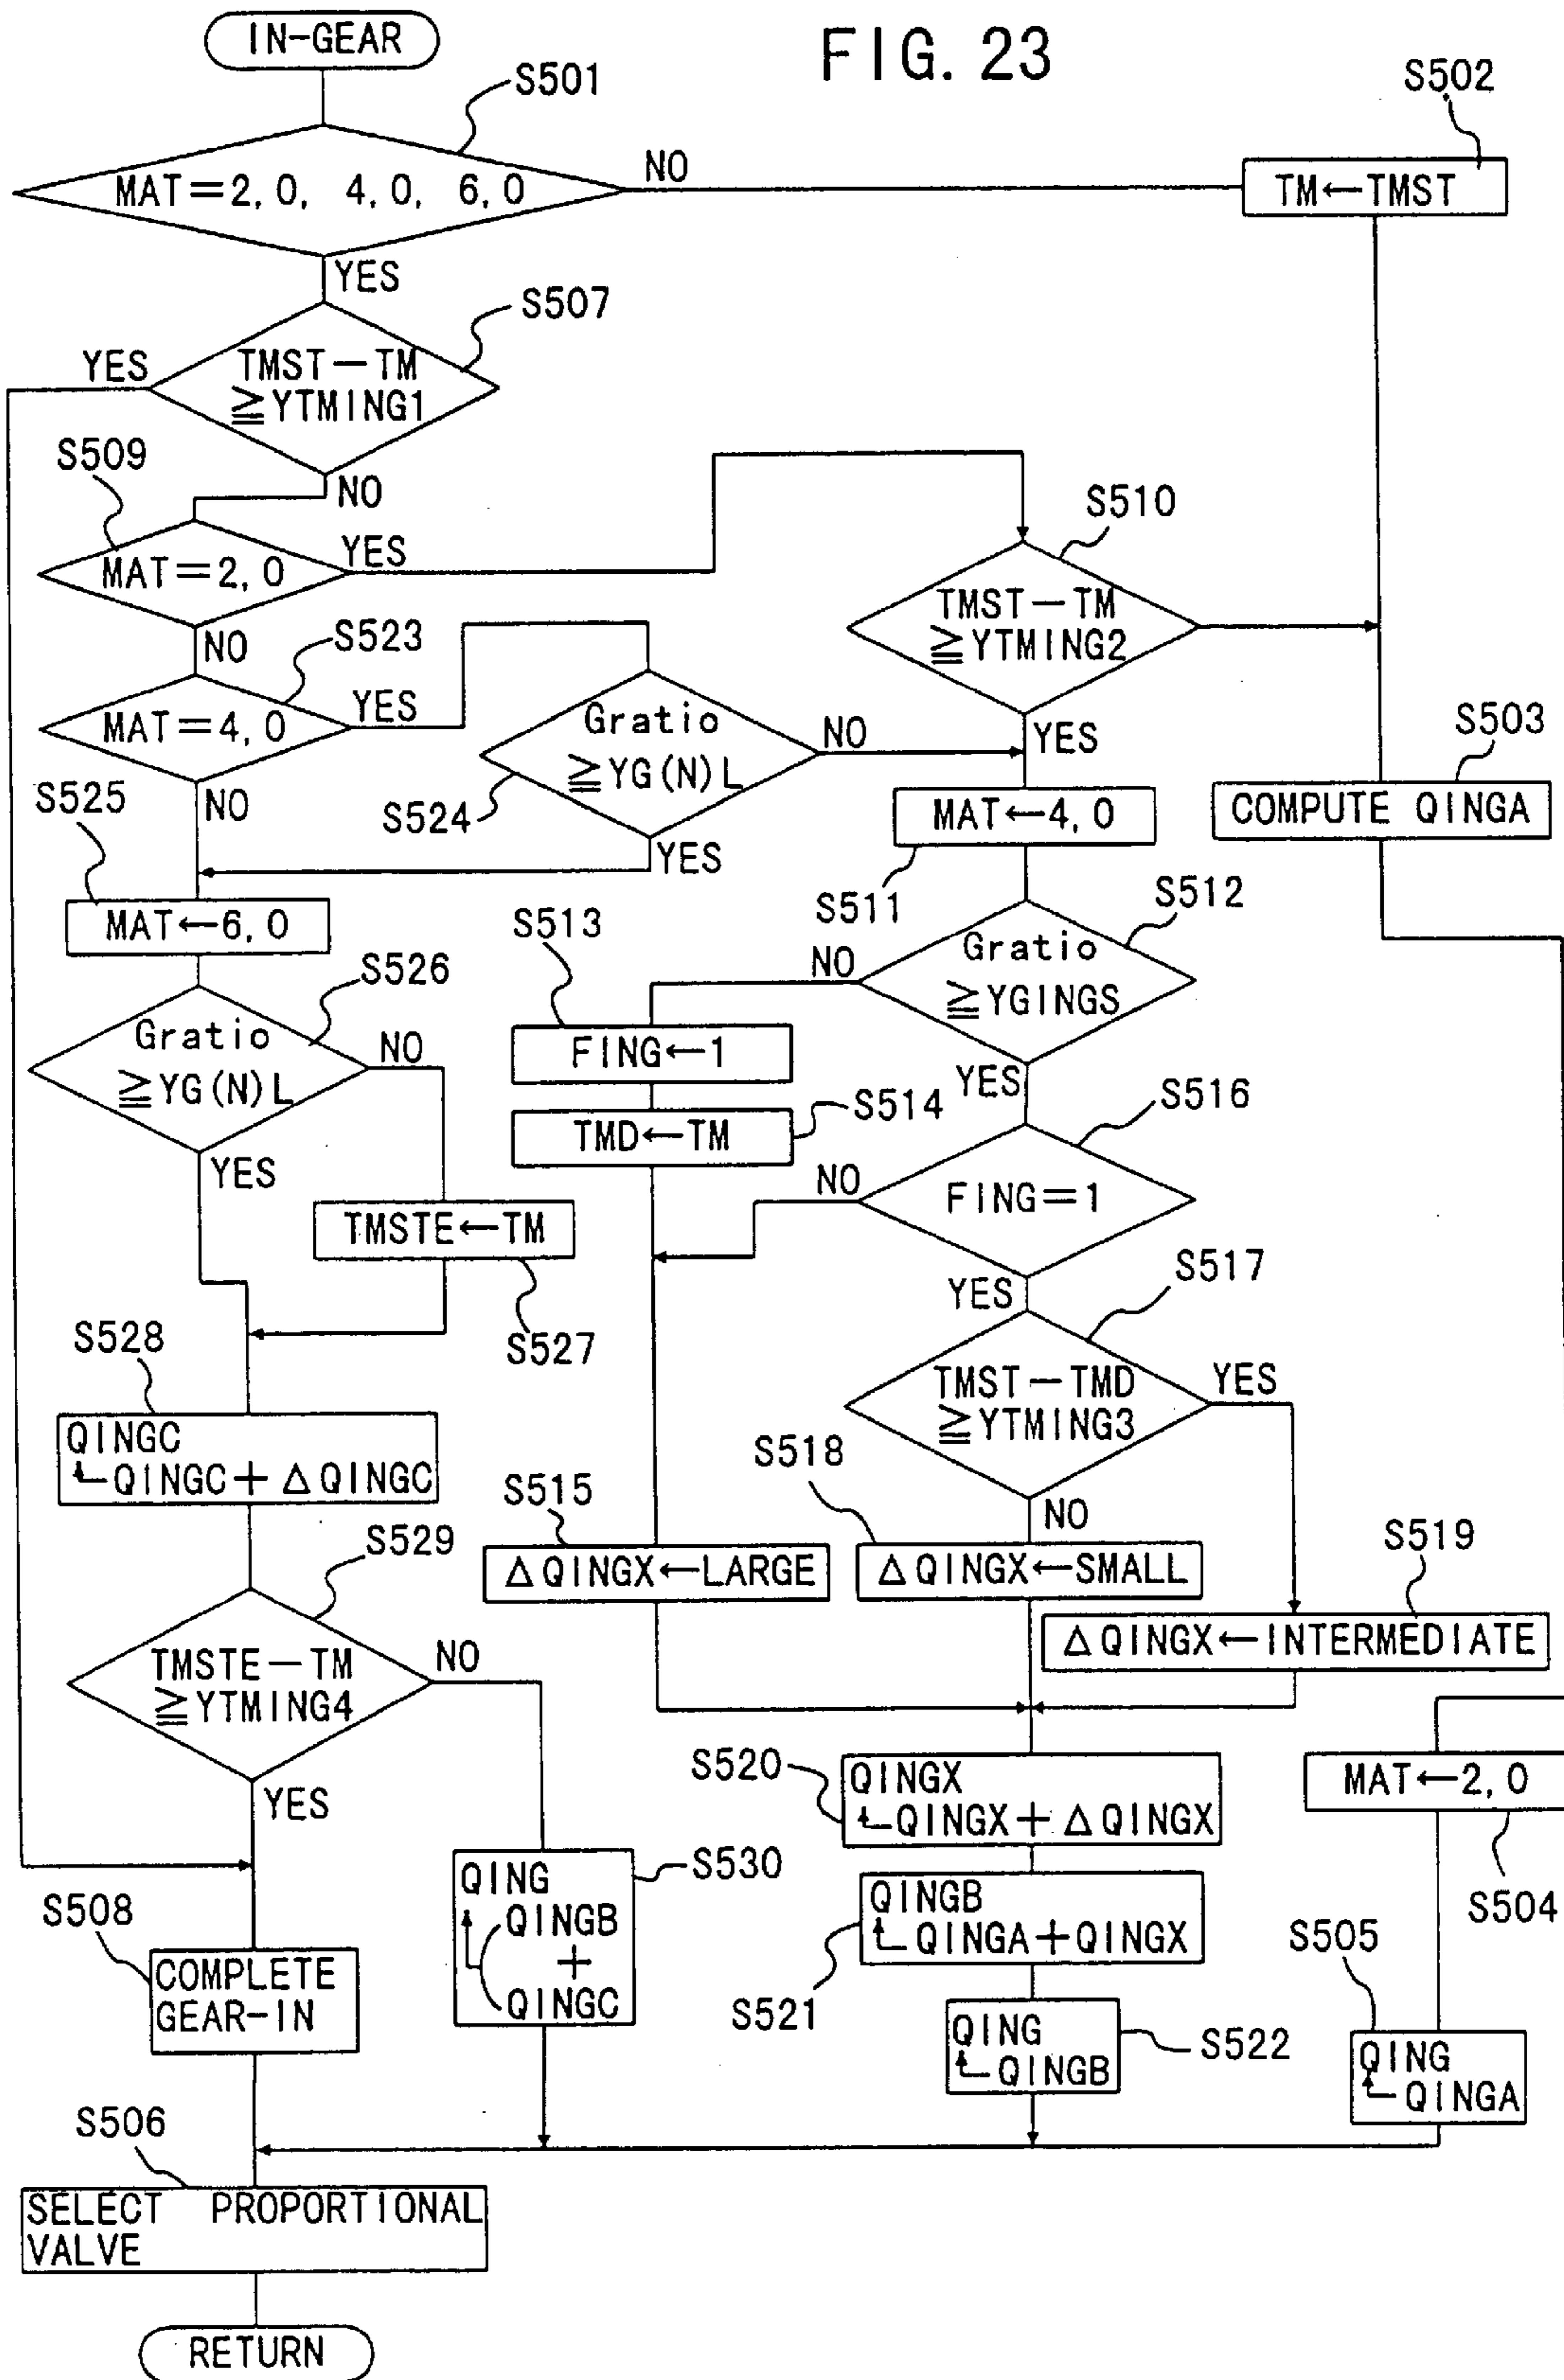 IN-GEAR
FIG. 23
S501
S502
MAT=2,0, 4,0, 6,0
NO
TM←TMST
YES
S507
YES
TMST-TM
≧YTMING1
NO
S509
MAT=2,0
YES
S510
TMST-TM
≧YTMING2
NO
S523
MAT=4,0
YES
Gratio
≧YG(N)L
NO
YES
S503
S525
NO
S524
YES
MAT←4,0
COMPUTE QINGA
MAT←6,0
S513
S511
S512
Gratio
≧YGINGS
NO
S526
Gratio
≧YG(N)L
NO
FING←1
YES
S516
TMD←TM
S514
YES
NO
FING=1
TMSTE←TM
S517
YES
S527
S528
TMST-TMD
≧YTMING3
YES
QINGC
QINGC+△QINGC
S518
S515
NO
S519
S529
△QINGX←LARGE
△QINGX←SMALL
△QINGX←INTERMEDIATE
TMSTE-TM
≧YTMING4
NO
S520
QINGX
QINGX+△QINGX
MAT←2,0
YES
S530
QING
QINGB
+
QINGC
QINGB
QINGA+QINGX
S504
S508
S505
COMPLETE
GEAR-IN
S521
QING
QINGB
S522
QING
QINGA
S506
SELECT PROPORTIONAL
VALVE
RETURN